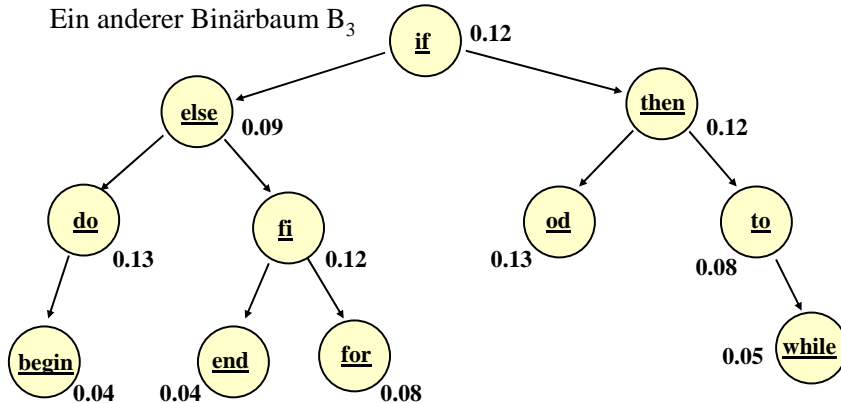 Ein anderer Binärbaum B3
if 0.12
else 0.09
then 0.12
do 0.13
fi 0.12
od 0.13
to 0.08
begin 0.04
end 0.04
for 0.08
while 0.05